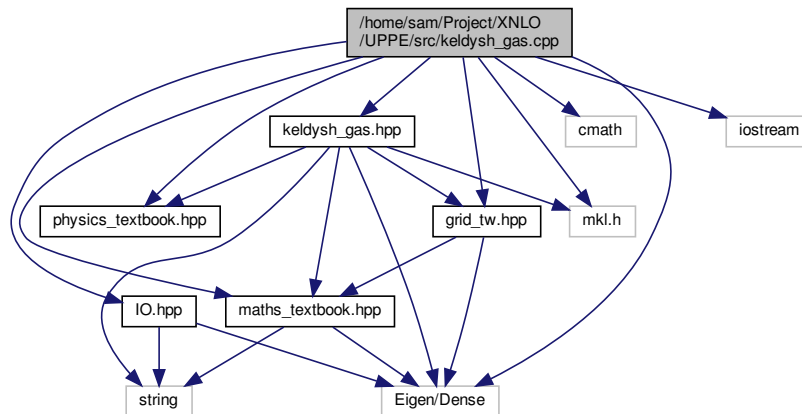 /home/sam/Project/XNLO
/UPPE/src/keldysh_gas.cpp
keldysh_gas.hpp
cmath
iostream
physics_textbook.hpp
grid_tw.hpp
mkl.h
IO.hpp
maths_textbook.hpp
string
Eigen/Dense